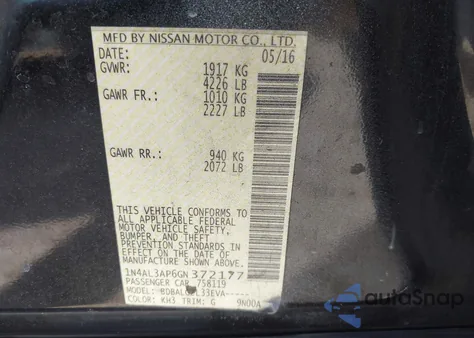 MFD BY NISSAN MOTOR CO., LTD.
DATE: 05/16
GVWR: 1917 KG
4226 LB
GAWR FR.: 1010 KG
2227 LB
GAWR RR.: 940 KG
2072 LB
THIS VEHICLE CONFORMS TO
ALL APPLICABLE FEDERAL
MOTOR VEHICLE SAFETY,
BUMPER, AND THEFT
PREVENTION STANDARDS IN
EFFECT ON THE DATE OF
MANUFACTURE SHOWN ABOVE.
1N4AL3AP6GN372177
PASSENGER CAR 758119
MODEL:
COLOR: KH3 TRIM: G 9N00A
autoSnap